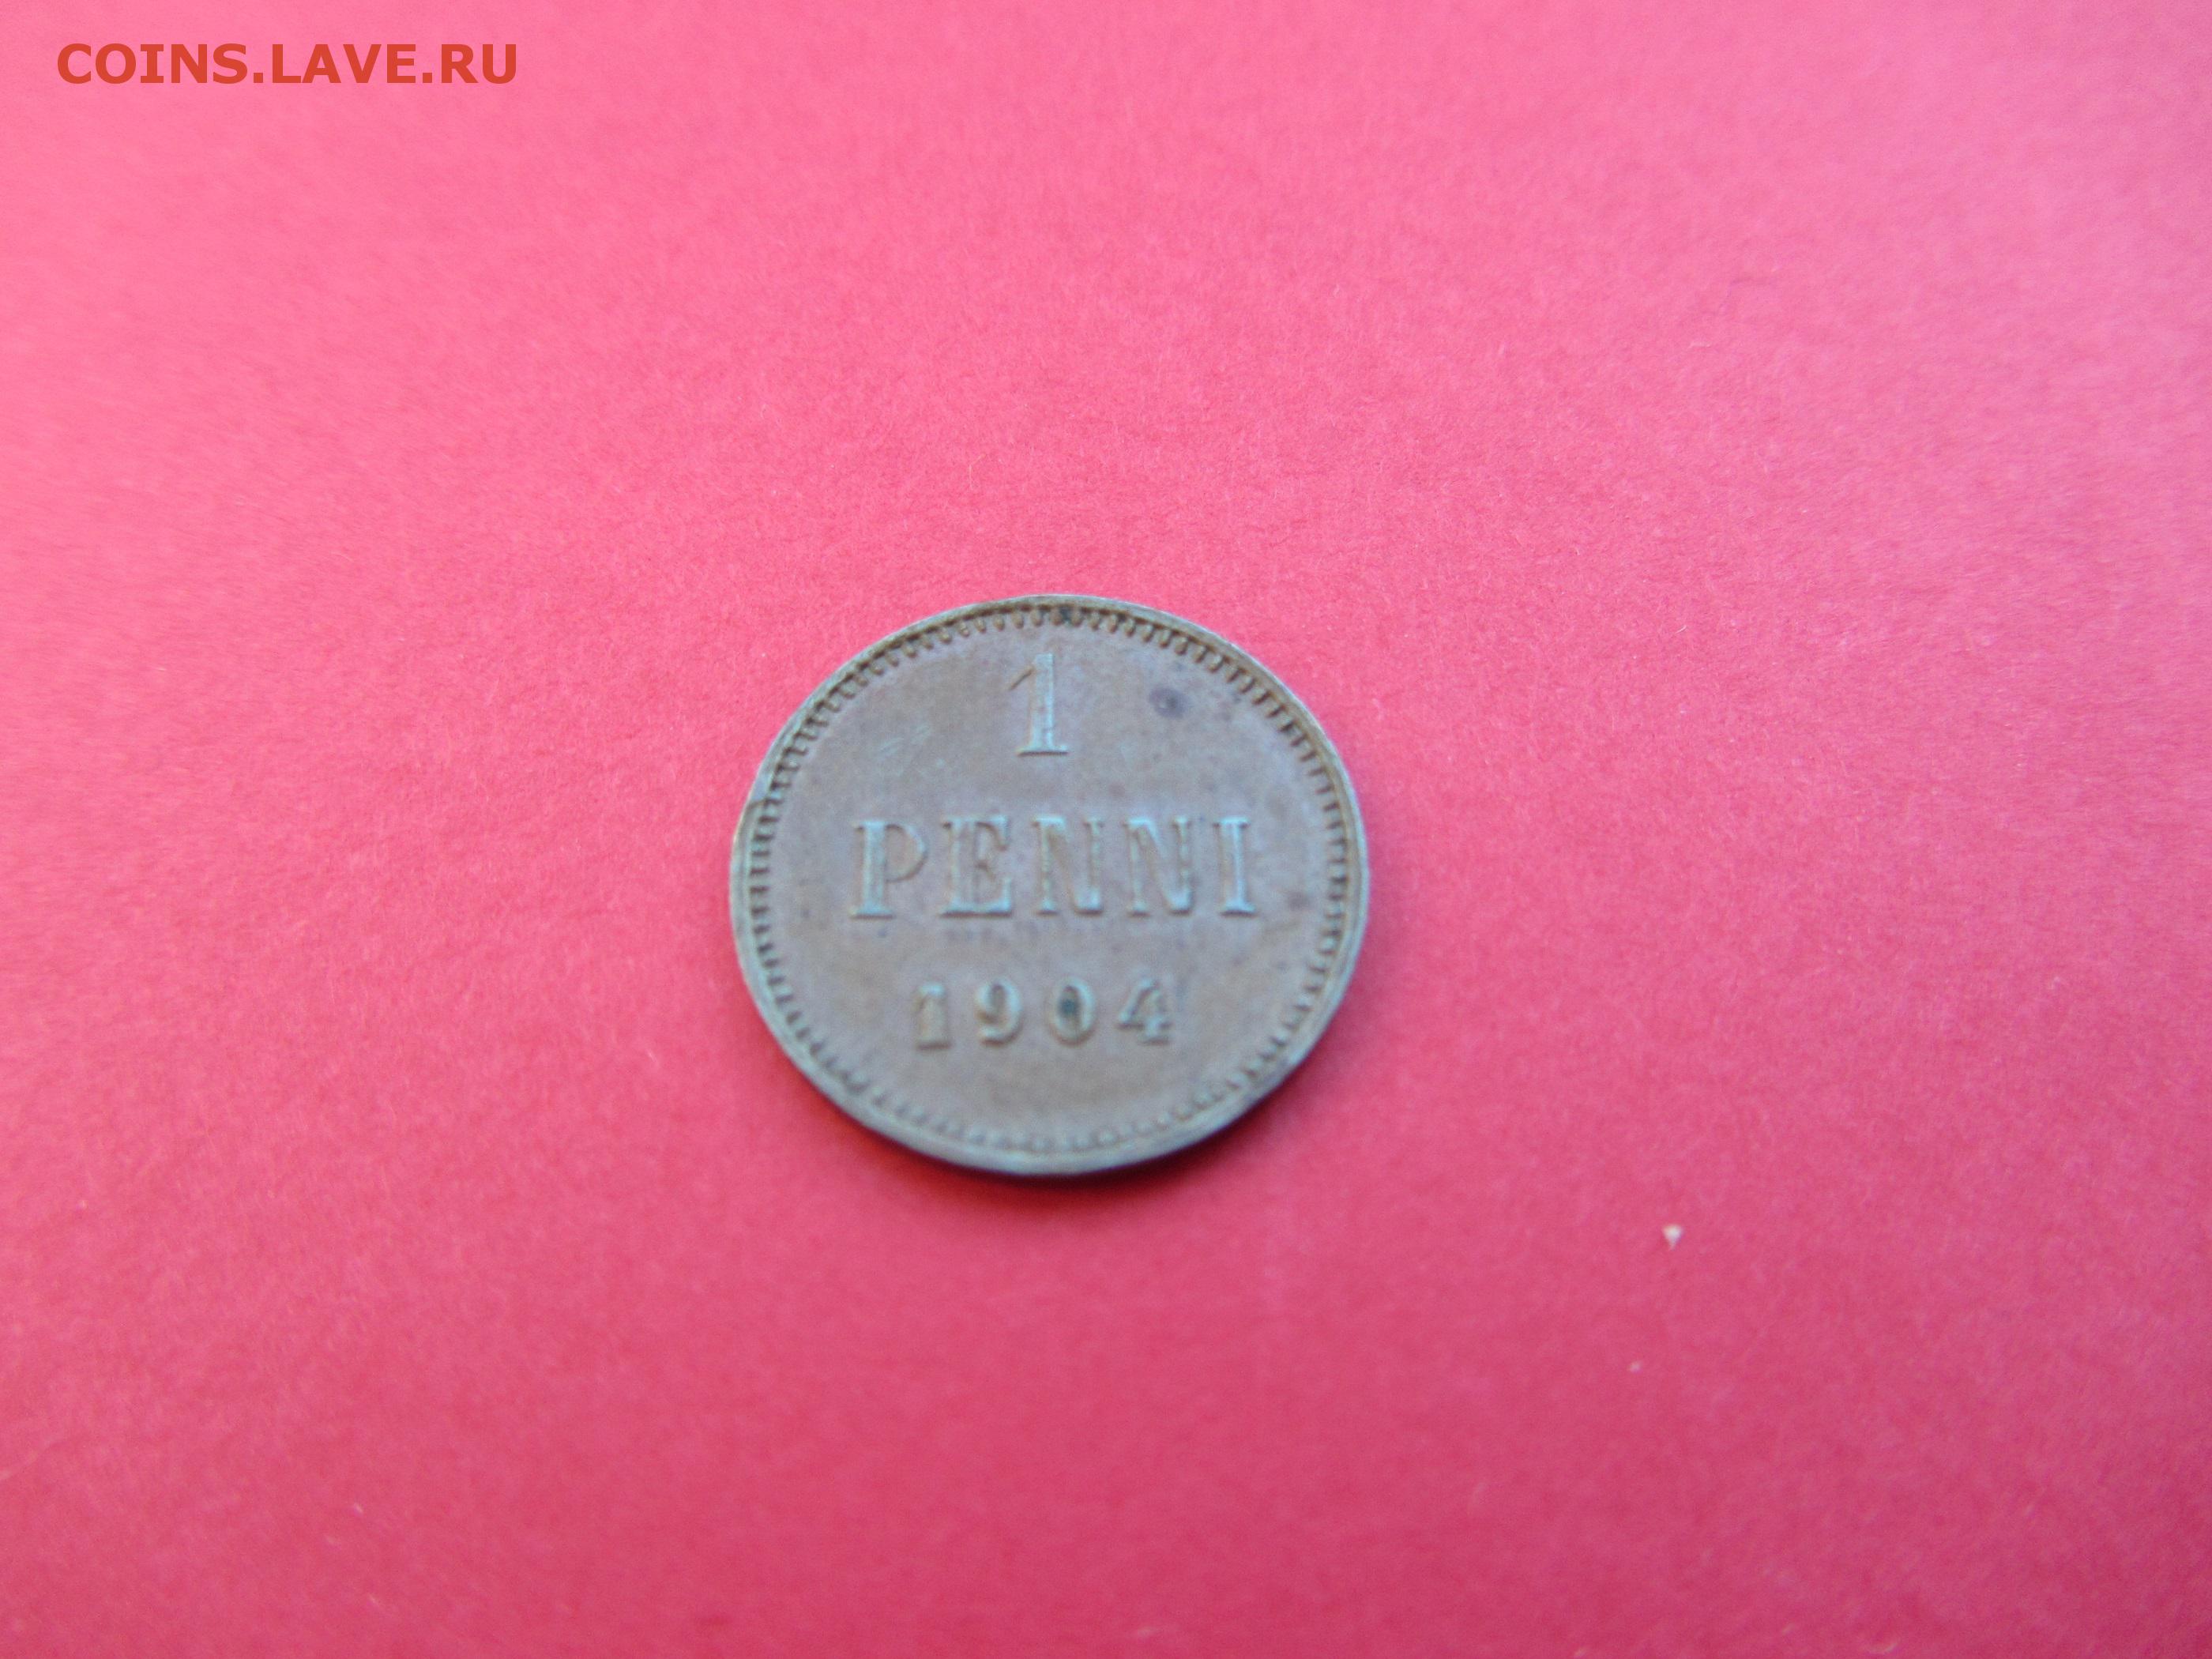 COINS.LAVE.RU
1
PENNI
1904